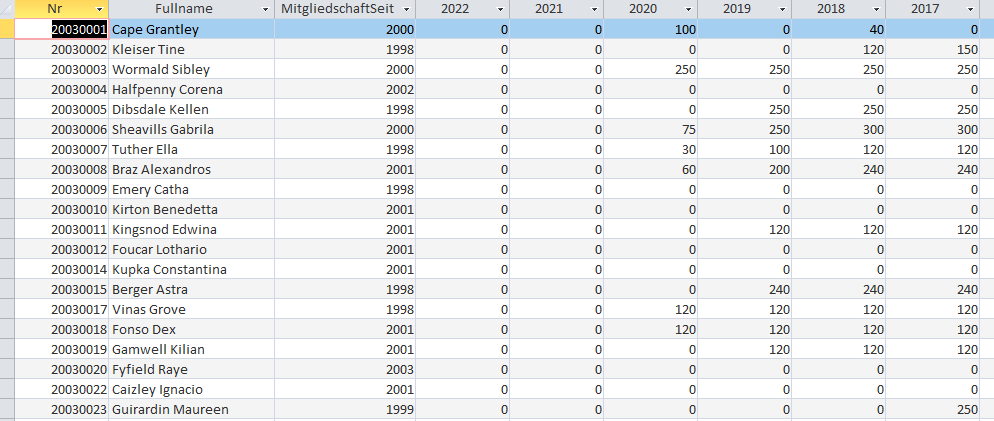 Nr Fullname MitgliedschaftSeit 2022 2021 2020 2019 2018 2017
20030001 Cape Grantley 2000 0 0 100 0 40 0
20030002 Kleiser Tine 1998 0 0 0 0 120 150
20030003 Wormald Sibley 2000 0 0 250 250 250 250
20030004 Halfpenny Corena 2002 0 0 0 0 0 0
20030005 Dibsdale Kellen 1998 0 0 0 250 250 250
20030006 Sheavills Gabrila 2000 0 0 75 250 300 300
20030007 Tuther Ella 1998 0 0 30 100 120 120
20030008 Braz Alexandros 2001 0 0 60 200 240 240
20030009 Emery Catha 1998 0 0 0 0 0 0
20030010 Kirton Benedetta 2001 0 0 0 0 0 0
20030011 Kingsnod Edwina 2001 0 0 0 120 120 120
20030012 Foucar Lothario 2001 0 0 0 0 0 0
20030014 Kupka Constantina 2001 0 0 0 0 0 0
20030015 Berger Astra 1998 0 0 0 240 240 240
20030017 Vinas Grove 1998 0 0 120 120 120 120
20030018 Fonso Dex 2001 0 0 120 120 120 120
20030019 Gamwell Kilian 2001 0 0 0 120 120 120
20030020 Fyfield Raye 2003 0 0 0 0 0 0
20030022 Caizley Ignacio 2001 0 0 0 0 0 0
20030023 Guirardin Maureen 1999 0 0 0 0 0 250